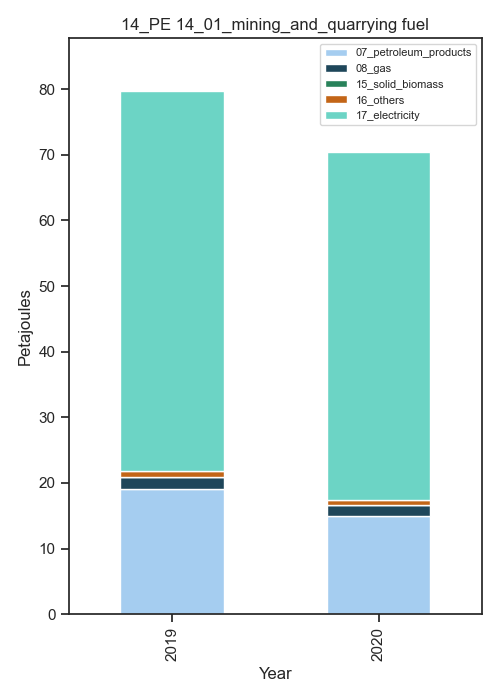 14_PE 14_01_mining_and_quarrying fuel
07_petroleum_products
08_gas
15_solid_biomass
16_others
17_electricity
80
70
60
50
40
30
20
10
0
Petajoules
2019
2020
Year